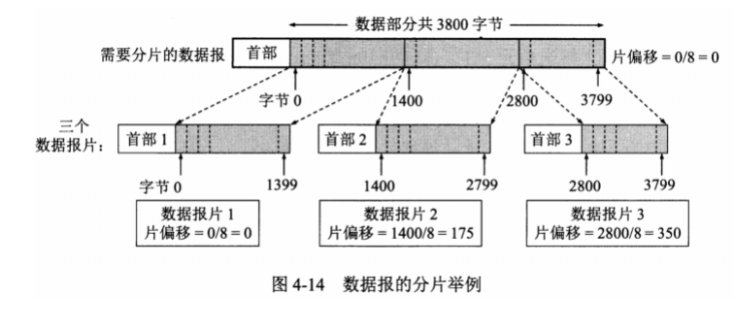 数据部分共 3800 字节
需要分片的数据报 首部 片偏移 = 0/8 = 0
字节 0 1400 2800 3799
三个
数据报片: 首部 1 首部 2 首部 3
字节 0 1399 1400 2799 2800 3799
数据报片 1 数据报片 2 数据报片 3
片偏移 = 0/8 = 0 片偏移 = 1400/8 = 175 片偏移 = 2800/8 = 350
图 4-14 数据报的分片举例